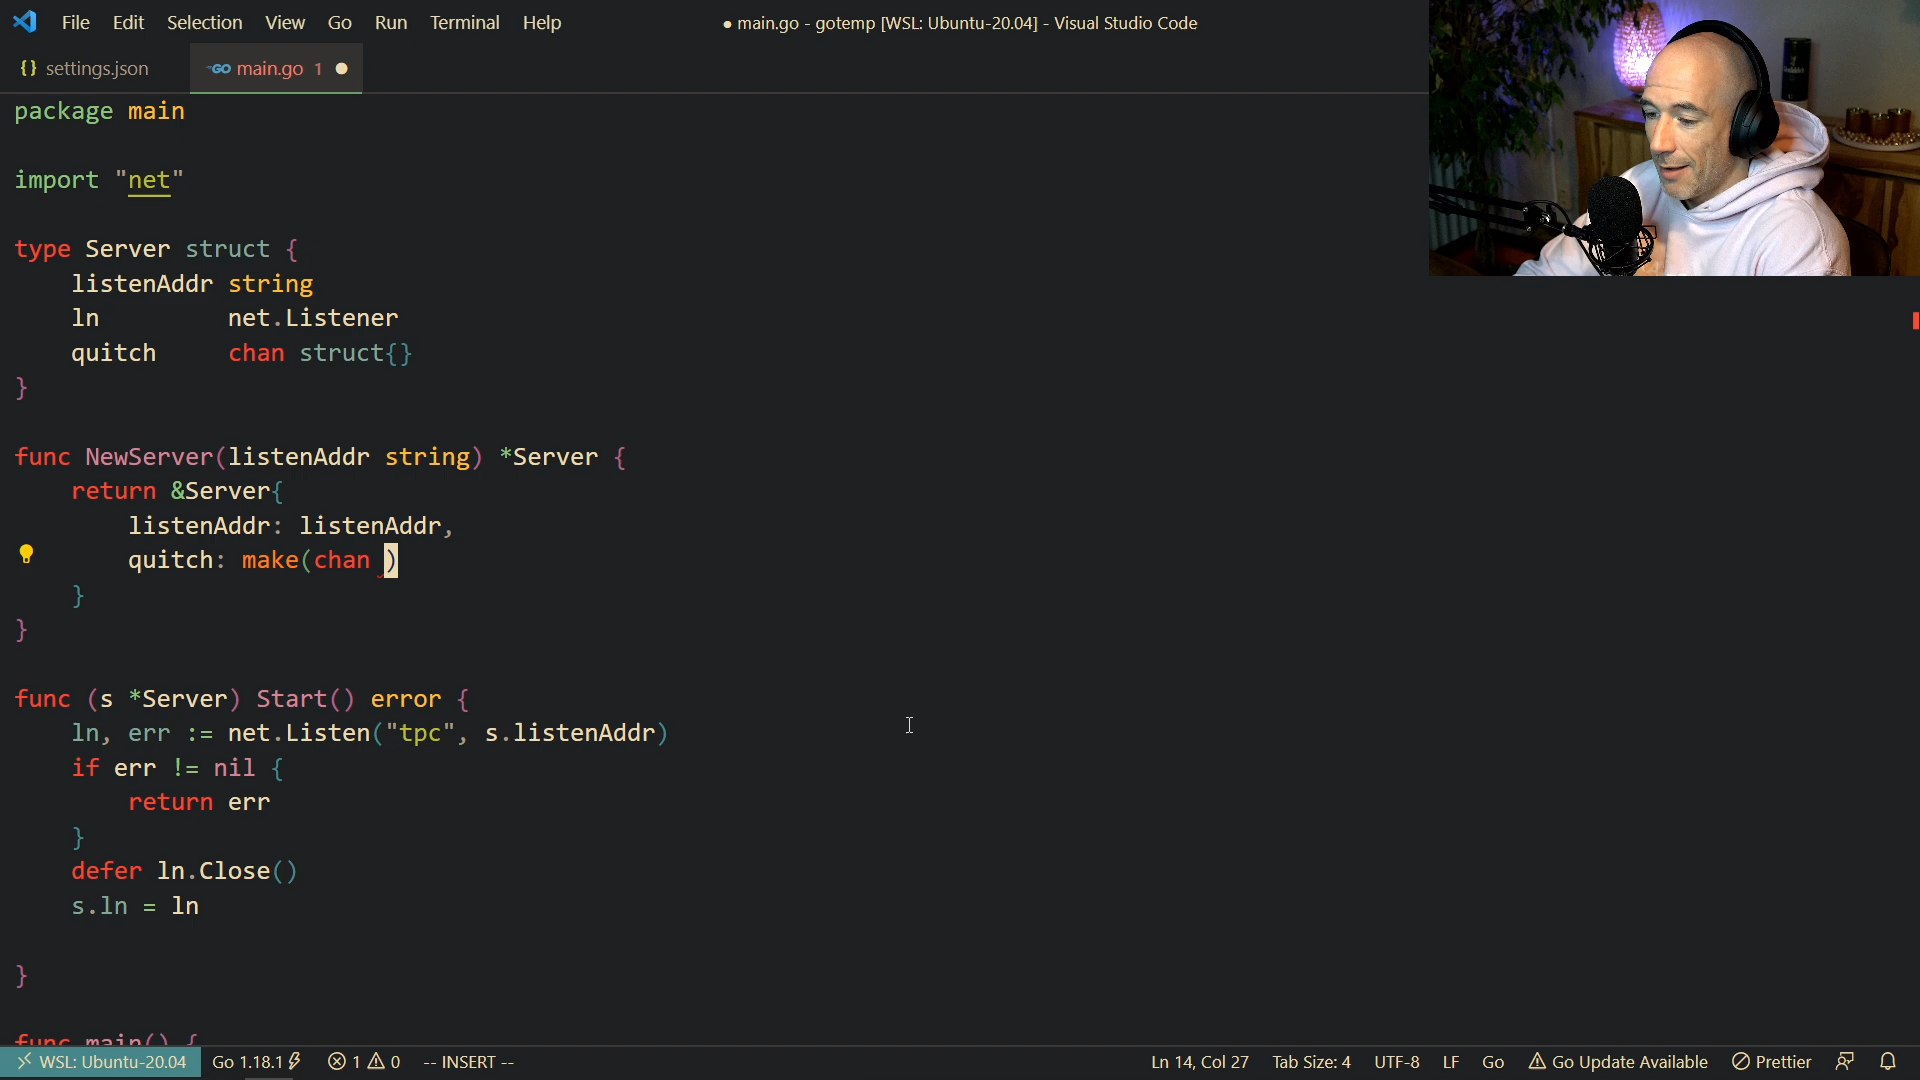 File Edit Selection View Go Run Terminal Help
● main.go - gotemp [WSL: Ubuntu-20.04] - Visual Studio Code
{} settings.json
GO main.go 1 ●
package main
import "net"
type Server struct {
listenAddr string
ln net.Listener
quitch chan struct{}
}
func NewServer(listenAddr string) *Server {
return &Server{
listenAddr: listenAddr,
quitch: make(chan )
}
}
func (s *Server) Start() error {
ln, err := net.Listen("tpc", s.listenAddr)
if err != nil {
return err
}
defer ln.Close()
s.ln = ln
}
func main() {
WSL: Ubuntu-20.04 Go 1.18.1 1 0 -- INSERT -- Ln 14, Col 27 Tab Size: 4 UTF-8 LF Go Go Update Available Prettier